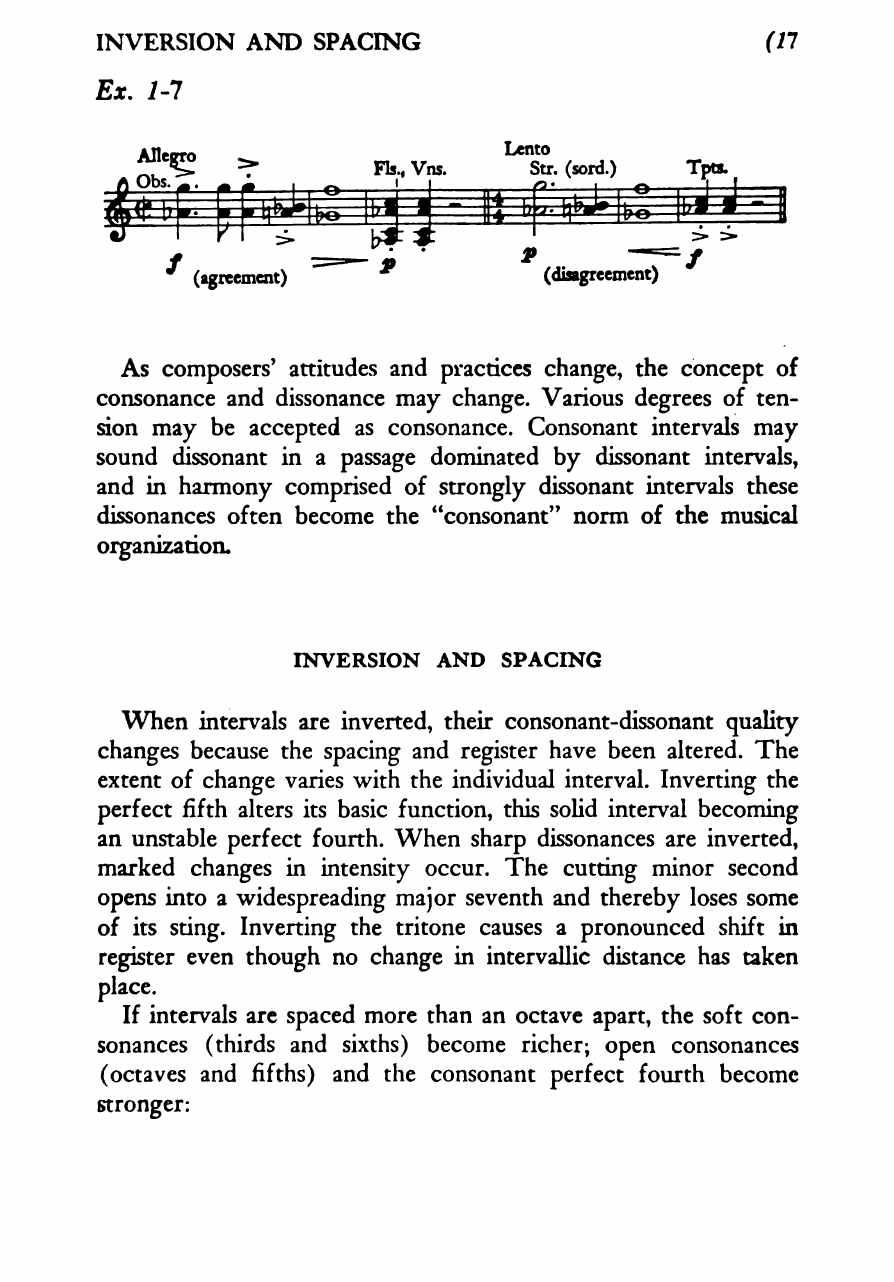 INVERSION AND SPACING (17
Ex. 1-7
Allegro Lento
Obs. Fls., Vns. Str. (sord.) Tpts.
f (agreement) p p (disagreement) f
As composers’ attitudes and practices change, the concept of
consonance and dissonance may change. Various degrees of ten-
sion may be accepted as consonance. Consonant intervals may
sound dissonant in a passage dominated by dissonant intervals,
and in harmony comprised of strongly dissonant intervals these
dissonances often become the “consonant” norm of the musical
organization.
INVERSION AND SPACING
When intervals are inverted, their consonant-dissonant quality
changes because the spacing and register have been altered. The
extent of change varies with the individual interval. Inverting the
perfect fifth alters its basic function, this solid interval becoming
an unstable perfect fourth. When sharp dissonances are inverted,
marked changes in intensity occur. The cutting minor second
opens into a widespreading major seventh and thereby loses some
of its sting. Inverting the tritone causes a pronounced shift in
register even though no change in intervallic distance has taken
place.
If intervals are spaced more than an octave apart, the soft con-
sonances (thirds and sixths) become richer; open consonances
(octaves and fifths) and the consonant perfect fourth become
stronger: